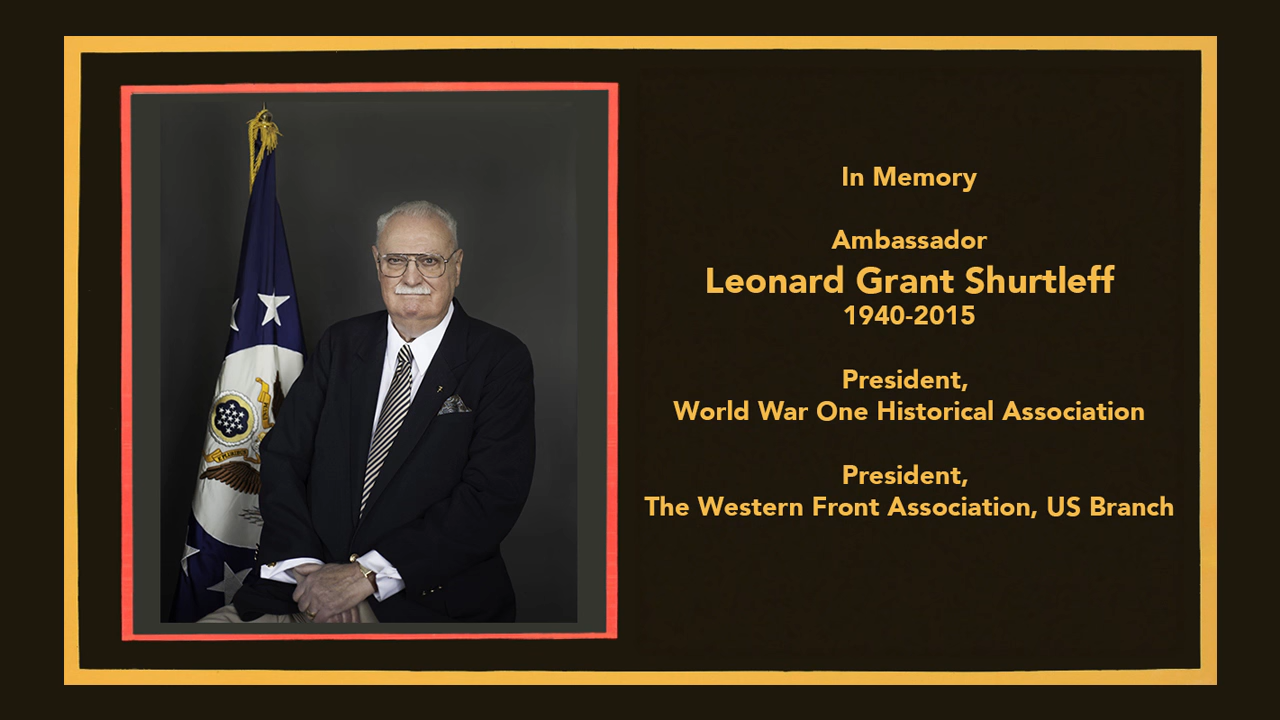 In Memory
Ambassador
Leonard Grant Shurtleff
1940-2015
President,
World War One Historical Association
President,
The Western Front Association, US Branch